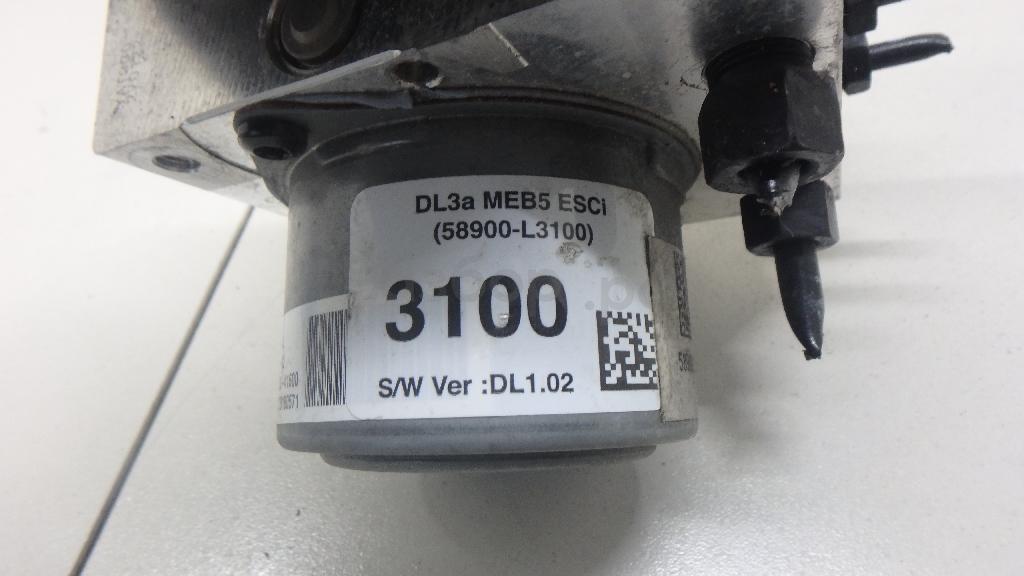 DL3a MEB5 ESCi
(58900-L3100)
3100
S/W Ver :DL1.02